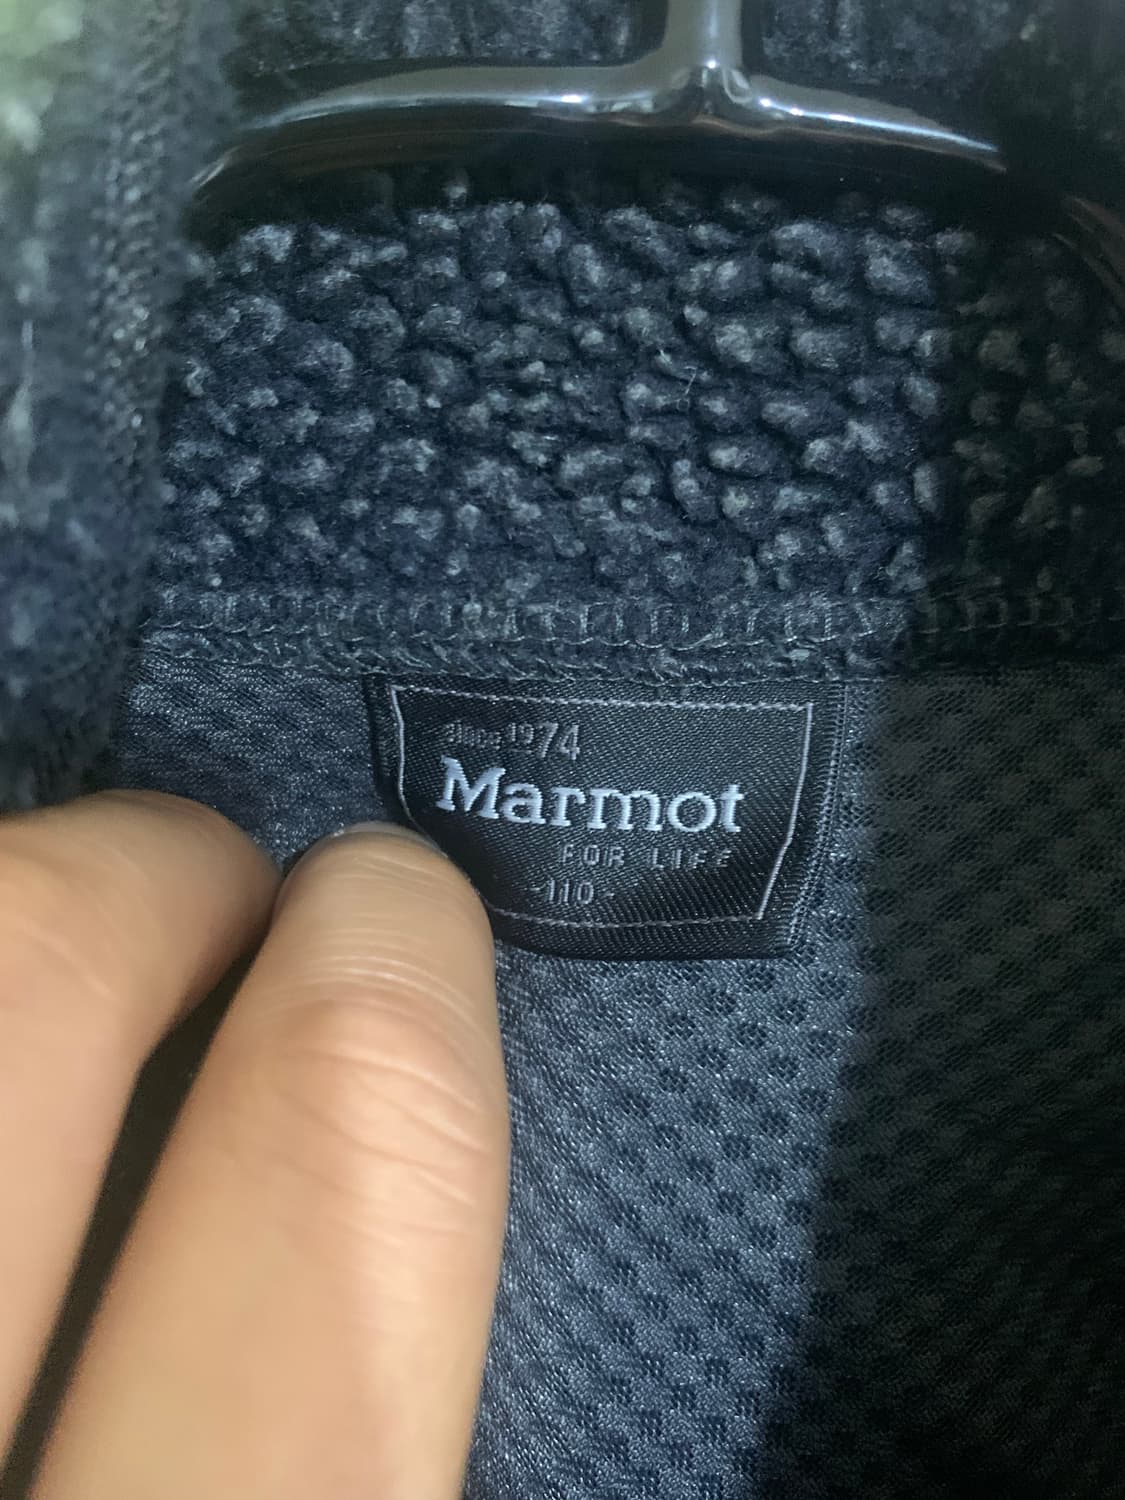 since 1974
Marmot
FOR LIFE
-110-